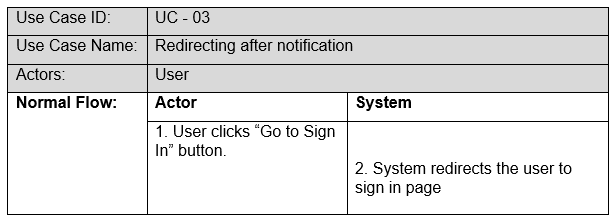 Use Case ID: UC - 03
Use Case Name: Redirecting after notification
Actors: User
Normal Flow: Actor System
1. User clicks “Go to Sign
In” button.
2. System redirects the user to
sign in page